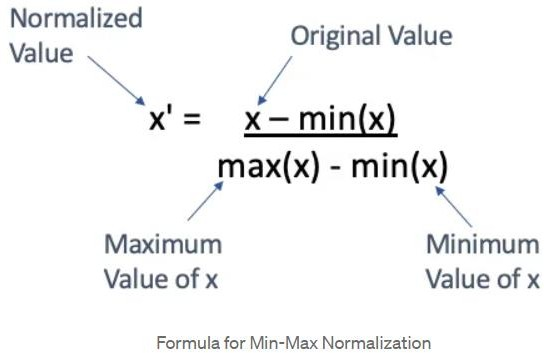 Normalized
Value
Original Value
x' = x – min(x)
max(x) - min(x)
Maximum
Value of x
Minimum
Value of x
Formula for Min-Max Normalization